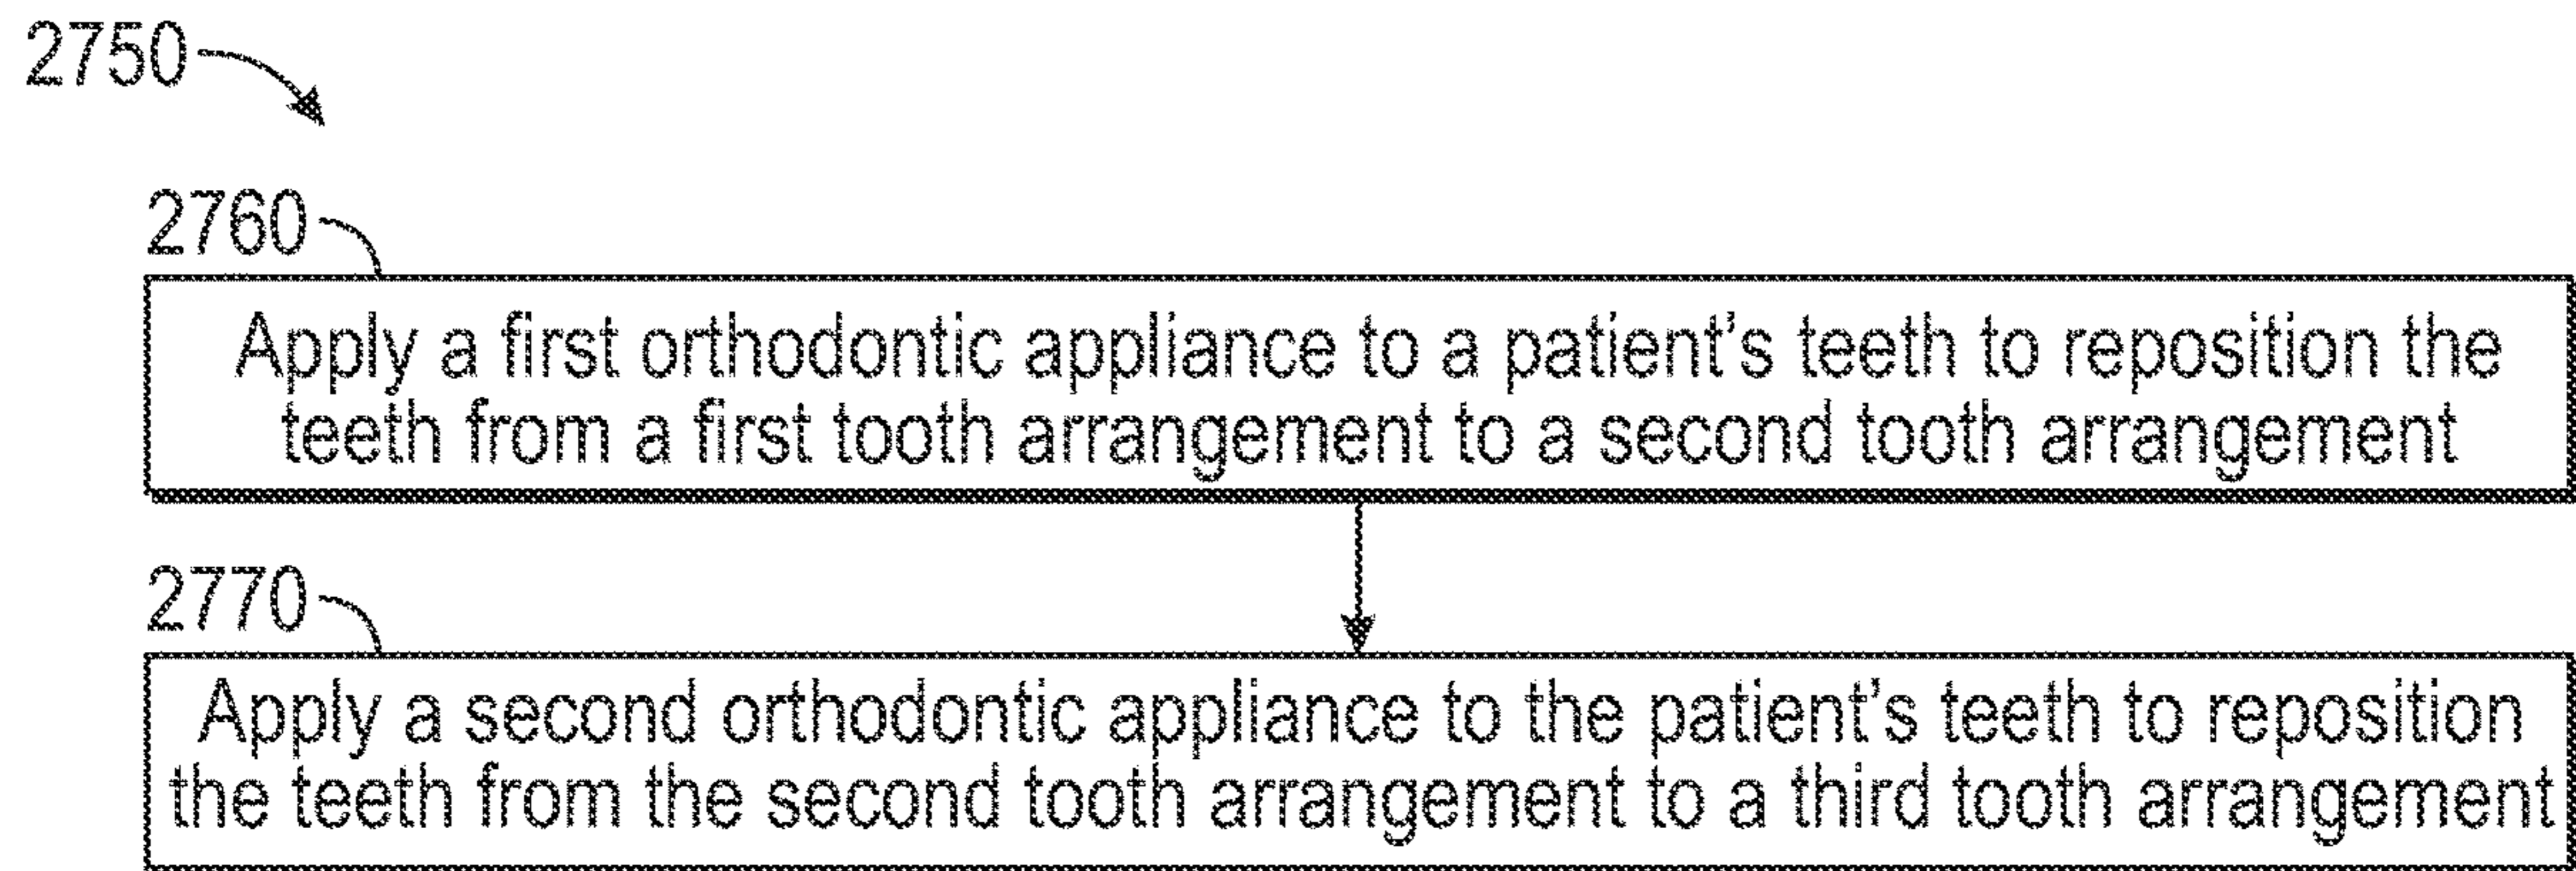 2750
2760
Apply a first orthodontic appliance to a patient's teeth to reposition the
teeth from a first tooth arrangement to a second tooth arrangement
2770
Apply a second orthodontic appliance to the patient's teeth to reposition
the teeth from the second tooth arrangement to a third tooth arrangement